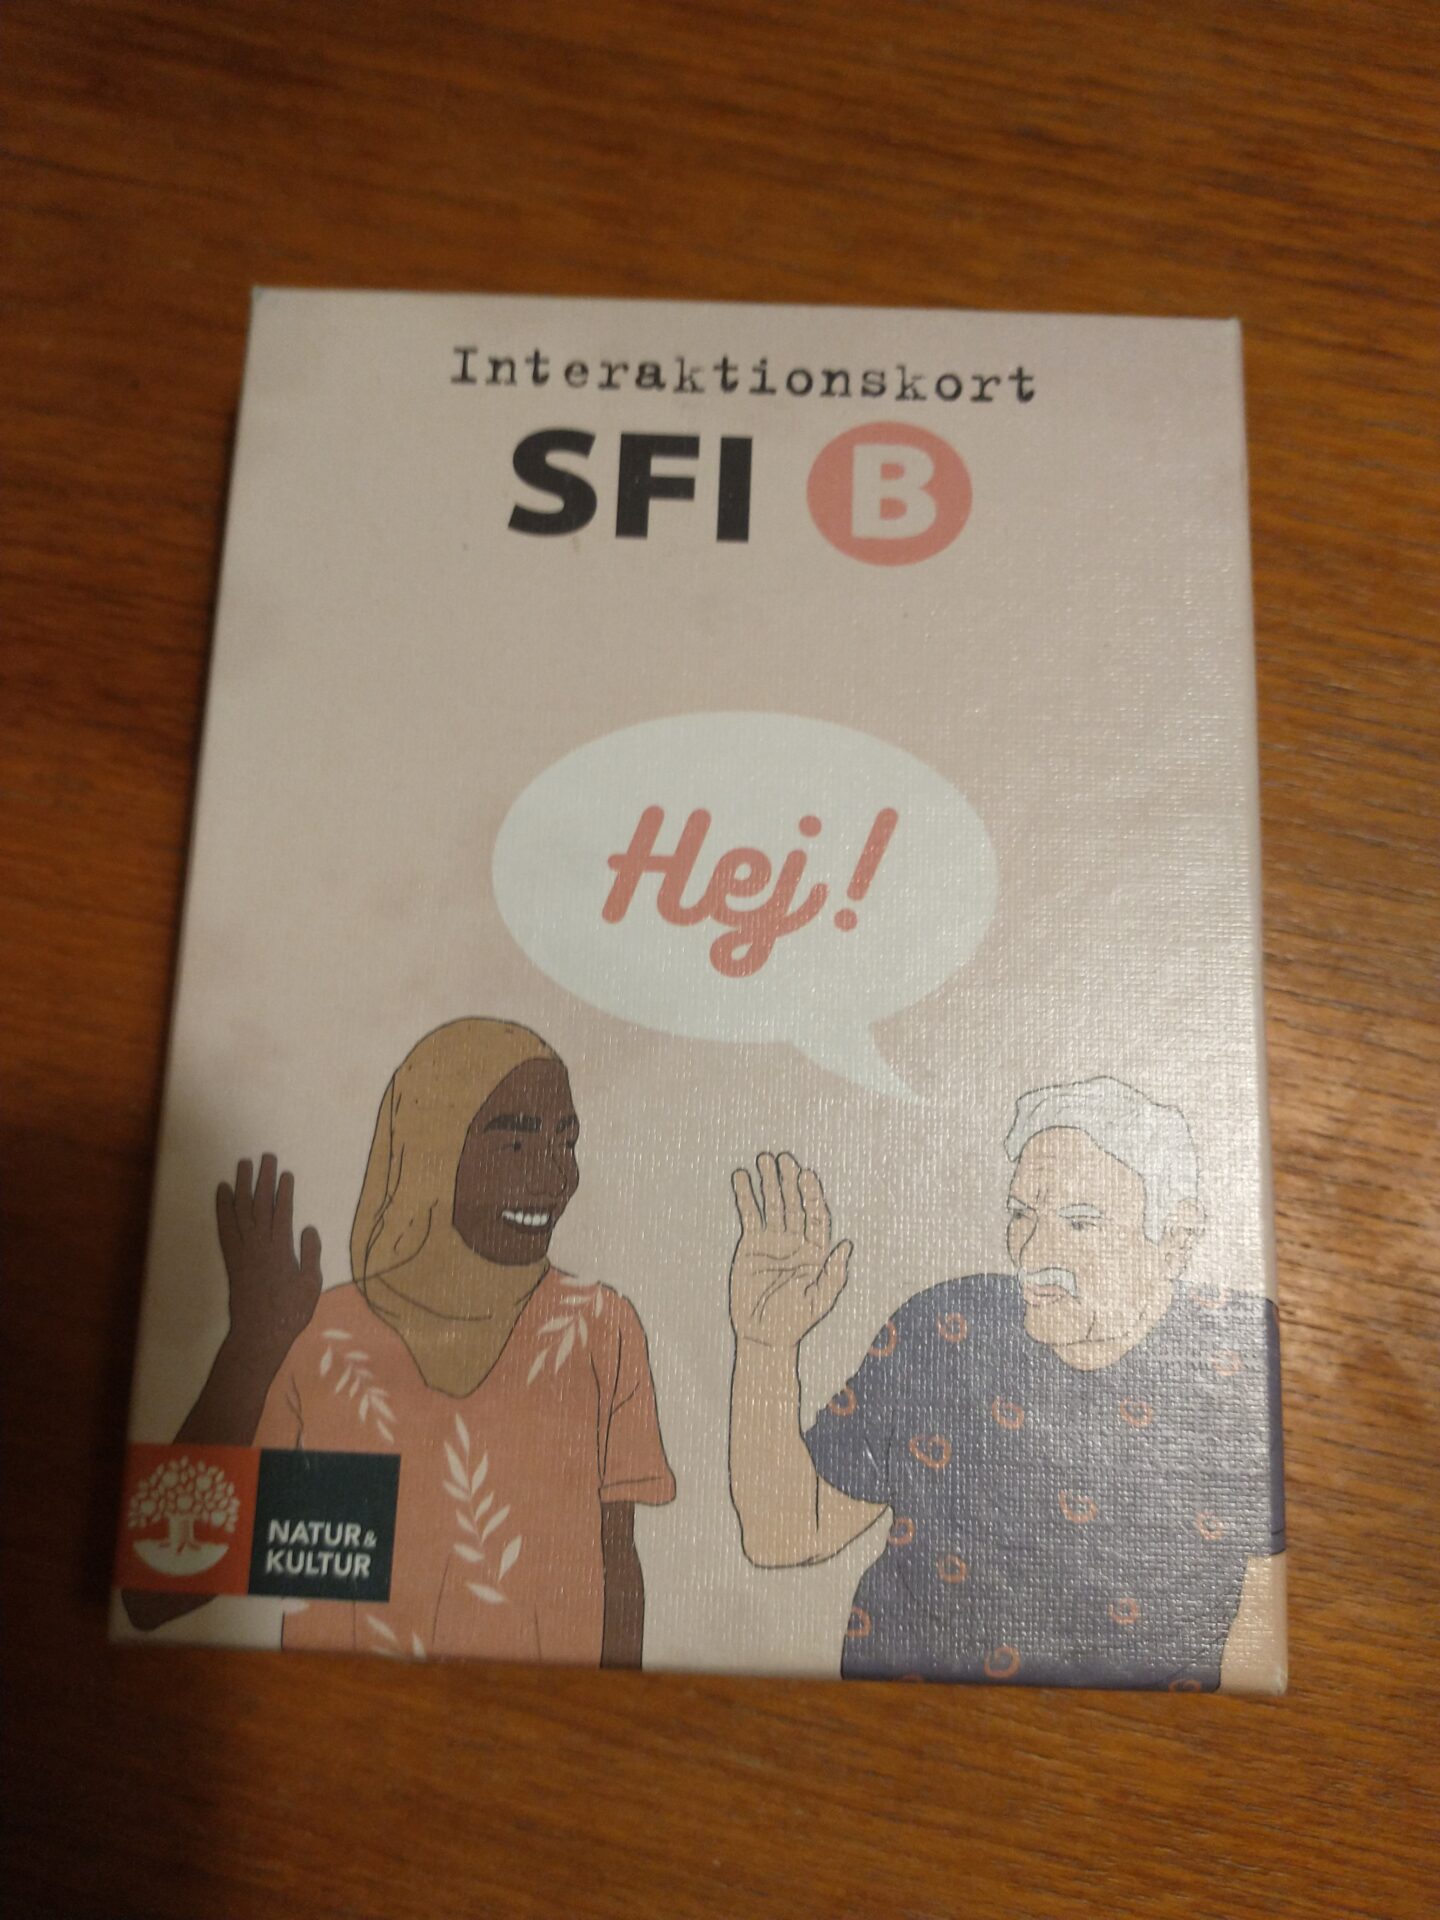 Interaktionskort
SFI B
Hej!
NATUR &
KULTUR